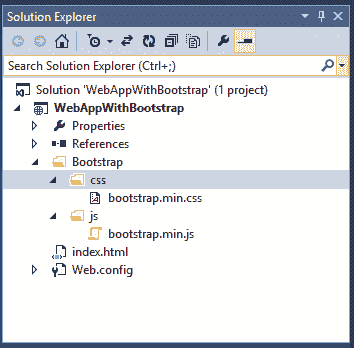 Solution Explorer
Search Solution Explorer (Ctrl+;)
Solution 'WebAppWithBootstrap' (1 project)
WebAppWithBootstrap
Properties
References
Bootstrap
css
bootstrap.min.css
js
bootstrap.min.js
index.html
Web.config